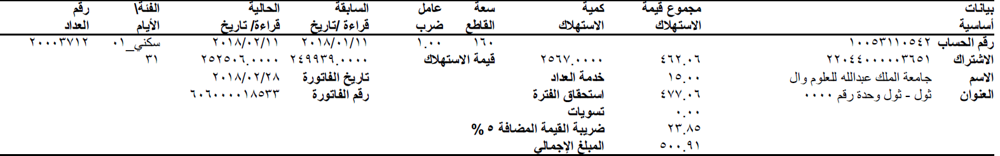 بيانات مجموع قيمة كمية سعة عامل السابقة الحالية الفئة\ رقم
أساسية الاستهلاك الاستهلاك القاطع ضرب قراءة /تاريخ قراءة/ تاريخ الأيام العداد
رقم الحساب ١٠٠٥٣١١٠٥٤٢ ١٦٠ ١.٠٠ ٢٠١٨/٠١/١١ ٢٠١٨/٠٢/١١ سكني_٠١ ٢٠٠٠٣٧١٢
الاشتراك ٢٢٠٤٤٠٠٠٠٠٣٦٥١ ٤٦٢.٠٦ ٢٥٦٧.٠٠٠٠ قيمة الاستهلاك ٢٤٩٩٣٩.٠٠٠٠ ٢٥٢٥٠٦.٠٠٠٠ ٣١
الاسم جامعة الملك عبدالله للعلوم وال ١٥.٠٠ خدمة العداد تاريخ الفاتورة ٢٠١٨/٠٢/٢٨
العنوان ثول - ثول وحدة رقم ٠٠٠٠ ٤٧٧.٠٦ استحقاق الفترة رقم الفاتورة ٦٠٦٠٠٠٠١٨٥٣٣
٠.٠٠ تسويات
٢٣.٨٥ ضريبة القيمة المضافة ٥ %
٥٠٠.٩١ المبلغ الإجمالي